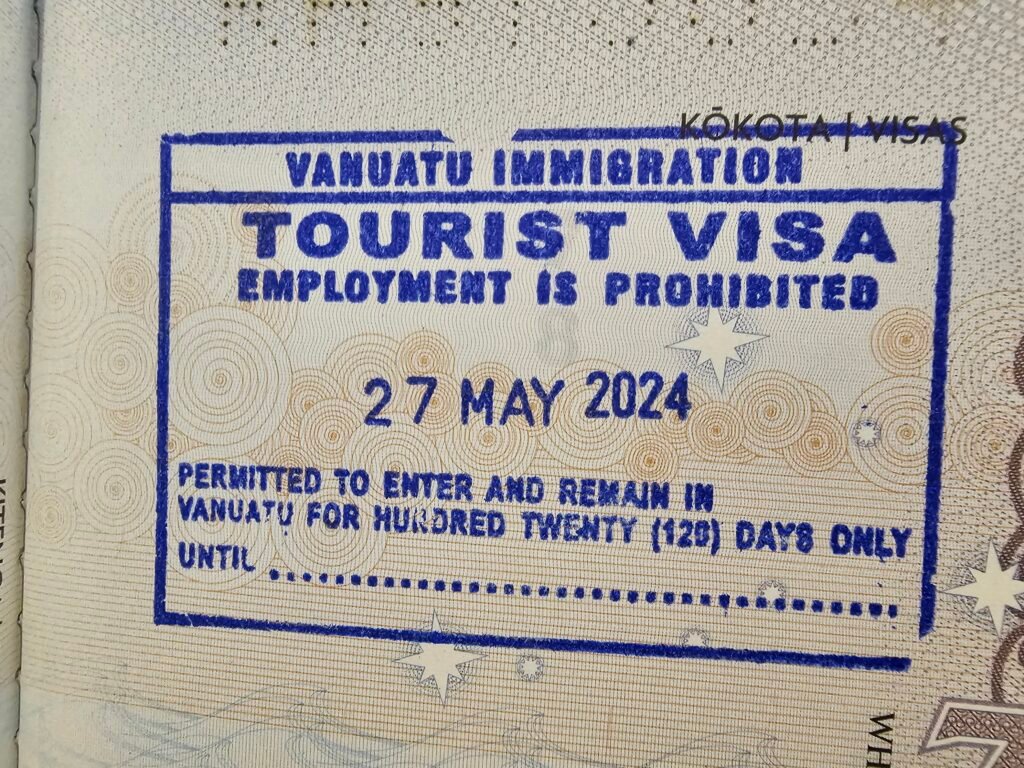 KŌKOTA | VISAS
VANUATU IMMIGRATION
TOURIST VISA
EMPLOYMENT IS PROHIBITED
27 MAY 2024
PERMITTED TO ENTER AND REMAIN IN
VANUATU FOR HUNDRED TWENTY (120) DAYS ONLY
UNTIL
WH